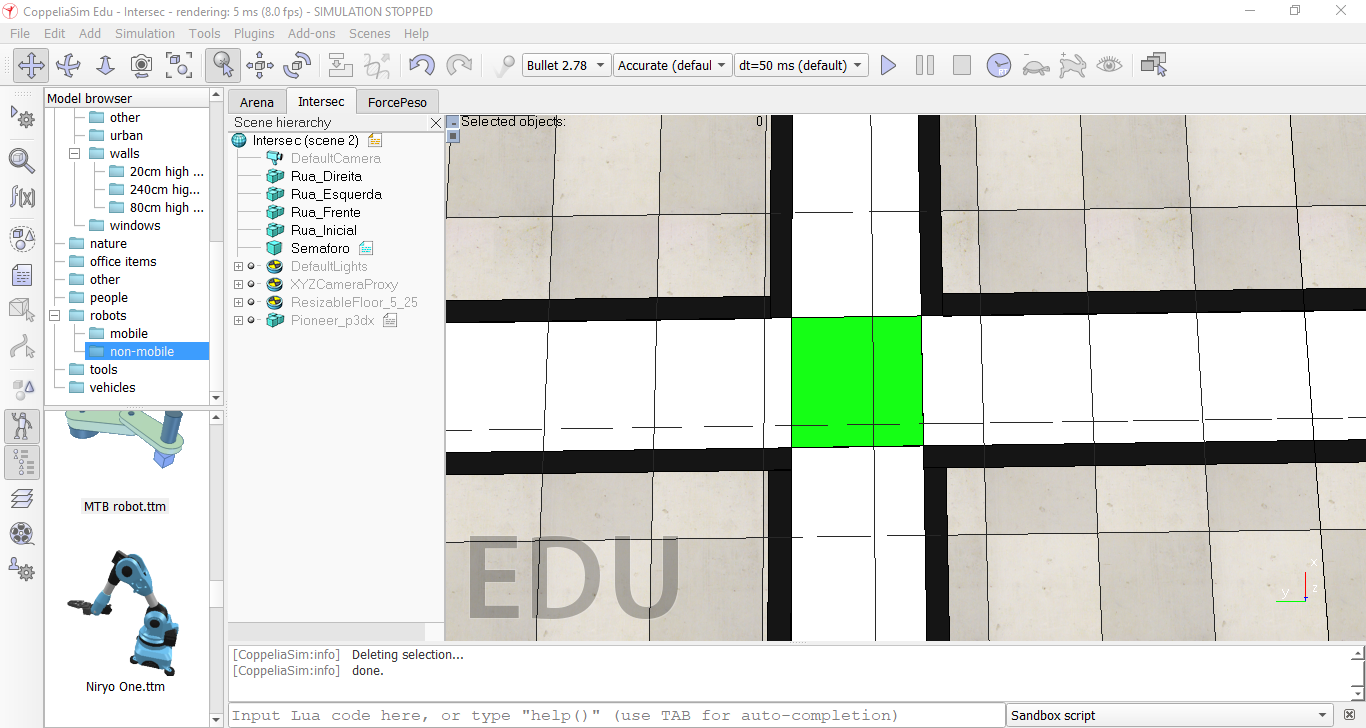 CoppeliaSim Edu - Intersec - rendering: 5 ms (8.0 fps) - SIMULATION STOPPED
File Edit Add Simulation Tools Plugins Add-ons Scenes Help
Bullet 2.78 Accurate (defaul dt=50 ms (default)
RT
Model browser
other
urban
walls
20cm high ...
240cm hig...
80cm high ...
windows
nature
office items
other
people
robots
mobile
non-mobile
tools
vehicles
MTB robot.ttm
Niryo One.ttm
f(x)
Arena Intersec ForcePeso
Scene hierarchy
Intersec (scene 2)
DefaultCamera
Rua_Direita
Rua_Esquerda
Rua_Frente
Rua_Inicial
Semaforo
DefaultLights
XYZCameraProxy
ResizableFloor_5_25
Pioneer_p3dx
Selected objects: 0
EDU
x
y z
[CoppeliaSim:info] Deleting selection...
[CoppeliaSim:info] done.
Input Lua code here, or type "help()" (use TAB for auto-completion)
Sandbox script